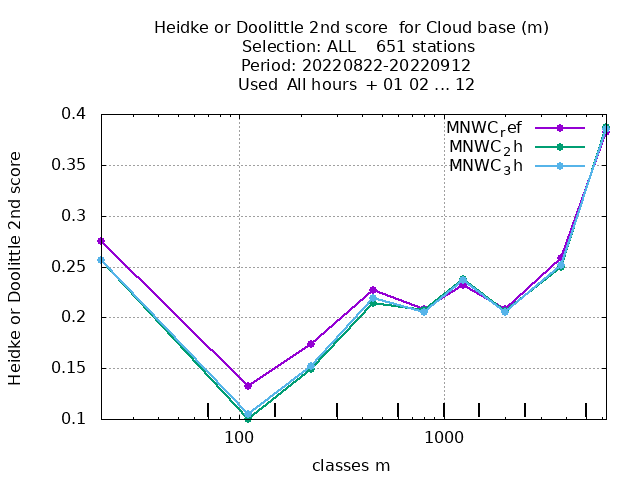 Heidke or Doolittle 2nd score  for Cloud base (m)
Selection: ALL    651 stations
Period: 20220822-20220912
Used  All hours  + 01 02 ... 12
Heidke or Doolittle 2nd score
0.4
0.35
0.3
0.25
0.2
0.15
0.1
MNWC_ref
MNWC_2h
MNWC_3h
100
1000
classes m